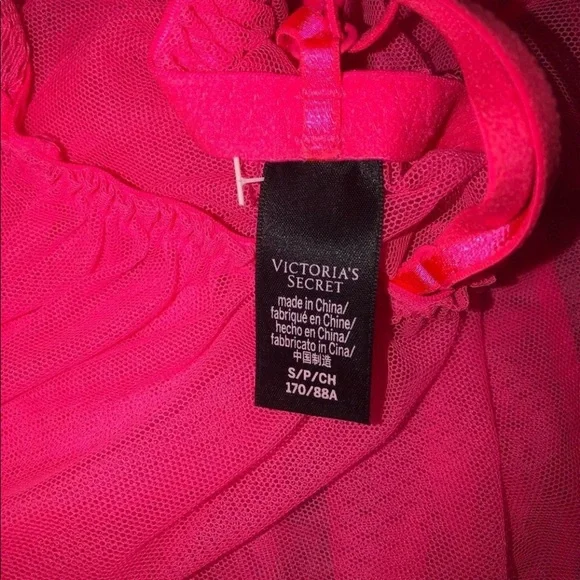 VICTORIA'S
SECRET
made in China/
fabriqué en Chine/
hecho en China/
fabbricato in Cina/
中国制造
S/P/CH
170/88A